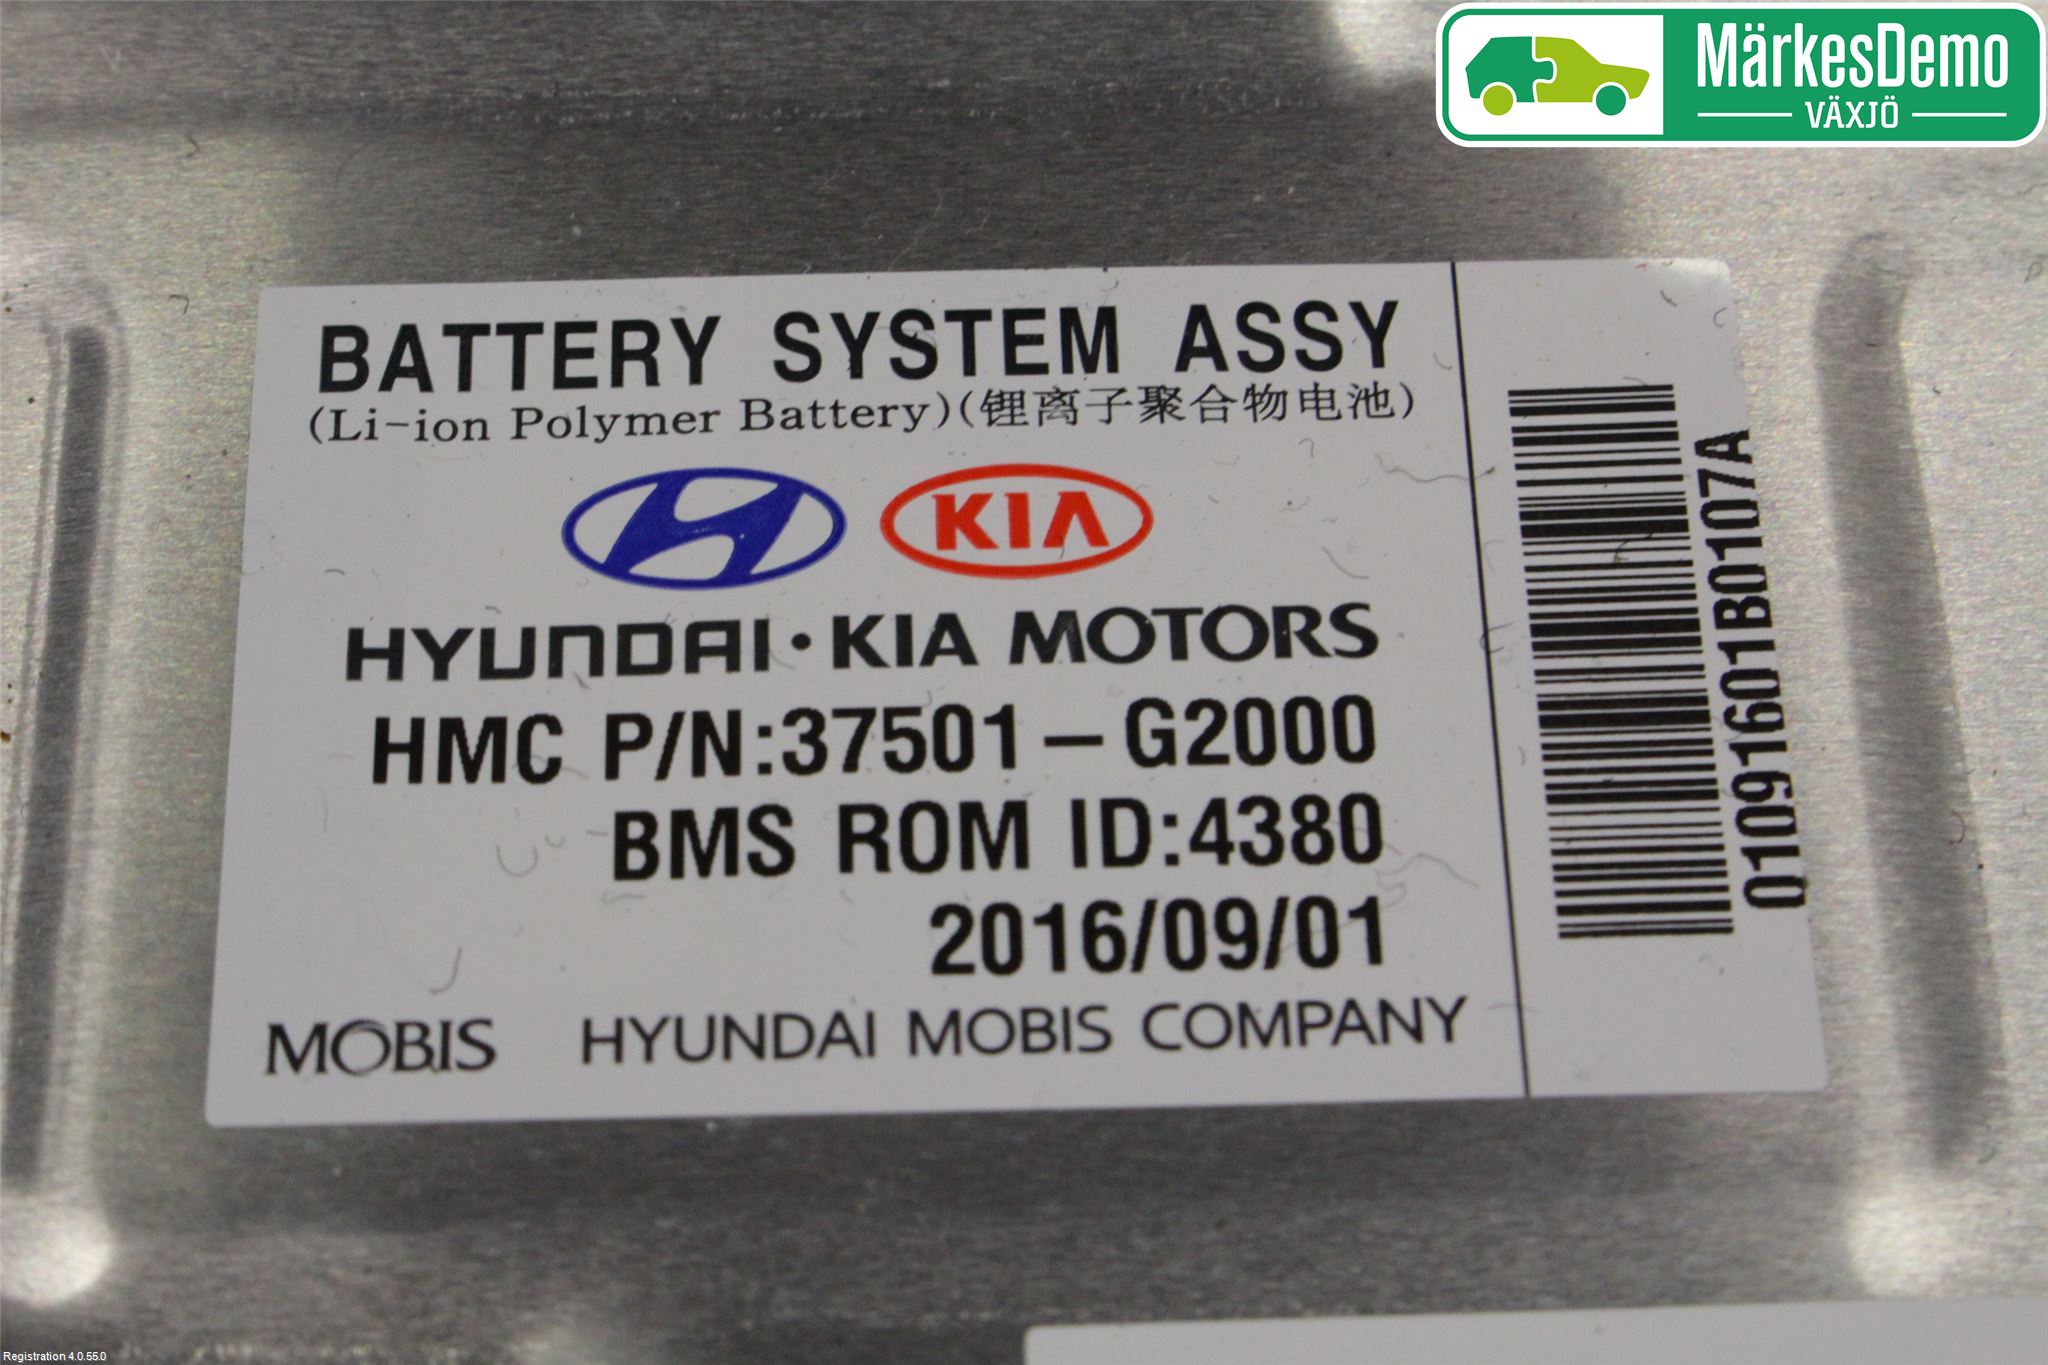 MärkesDemo
VÄXJÖ
BATTERY SYSTEM ASSY
(Li-ion Polymer Battery)(锂离子聚合物电池)
KIA
HYUNDAI·KIA MOTORS
HMC P/N:37501-G2000
BMS ROM ID:4380
2016/09/01
MOBIS HYUNDAI MOBIS COMPANY
01091601B0107A
Registration 4.0.55.0